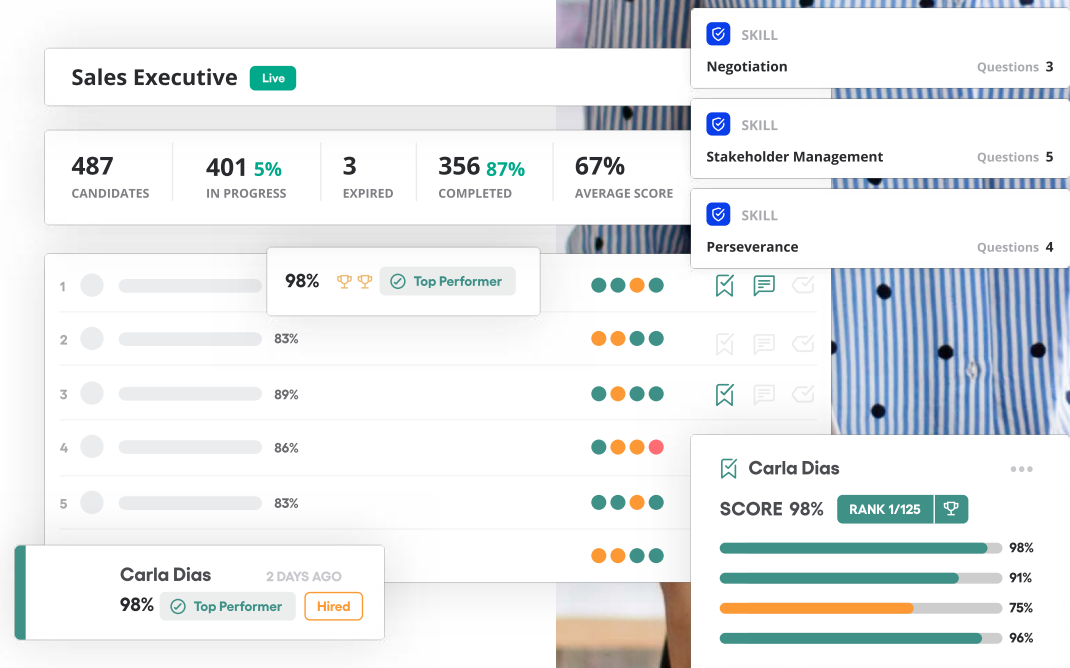 Sales Executive Live
487
CANDIDATES
401 5%
IN PROGRESS
3
EXPIRED
356 87%
COMPLETED
67%
AVERAGE SCORE
SKILL
Negotiation Questions 3
SKILL
Stakeholder Management Questions 5
SKILL
Perseverance Questions 4
1 98% Top Performer
2 83%
3 89%
4 86%
5 83%
Carla Dias 2 DAYS AGO
98% Top Performer Hired
Carla Dias
SCORE 98% RANK 1/125
98%
91%
75%
96%